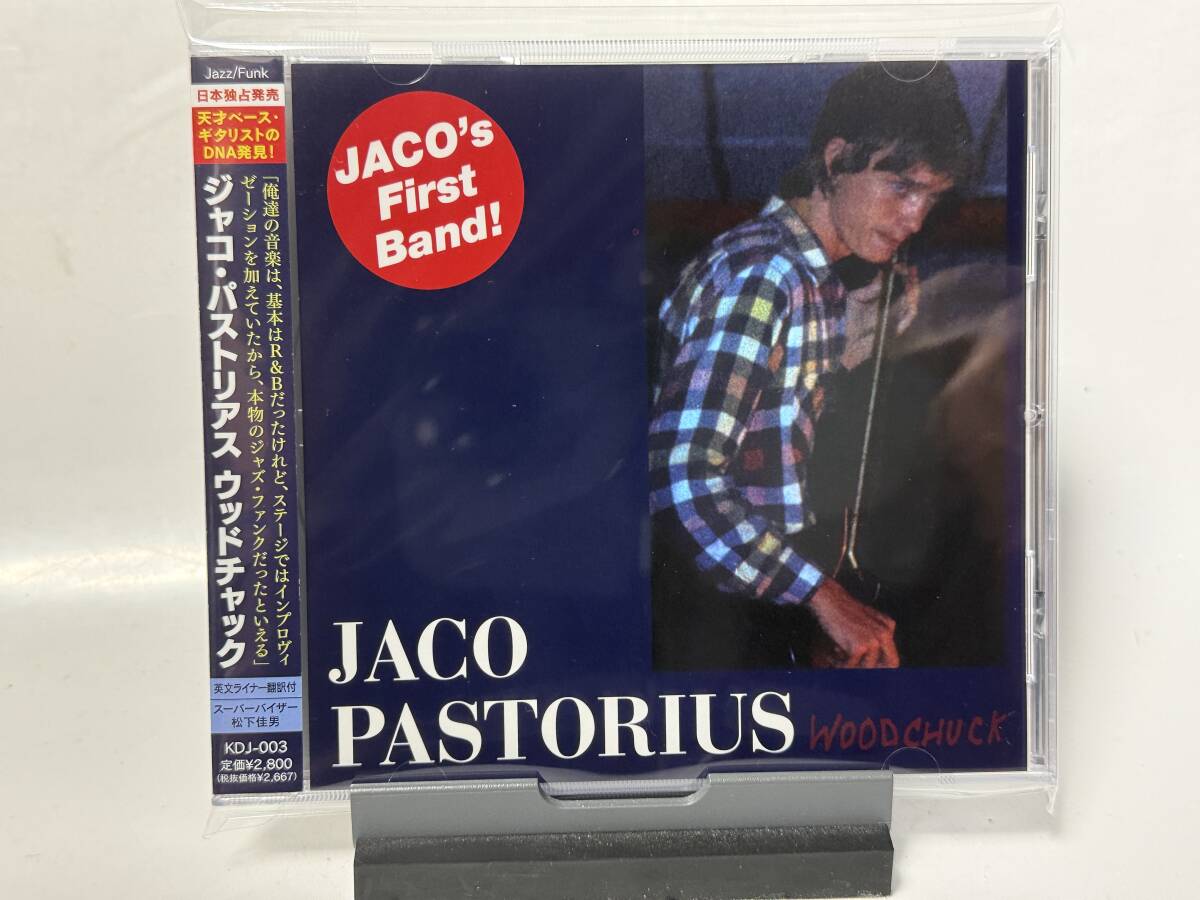 Jazz/Funk
日本独占発売
天才ベース・
ギタリストの
DNA発見!
「俺達の音楽は、基本はR&Bだったけれど、ステージではインプロヴィ
ゼーションを加えていたから、本物のジャズ・ファンクだったといえる」
ジャコ・パストリアス ウッドチャック
英文ライナー翻訳付
スーパーバイザー
松下佳男
KDJ-003
定価¥2,800
(税抜価格¥2,667)
JACO's
First
Band!
JACO
PASTORIUS
WOODCHUCK